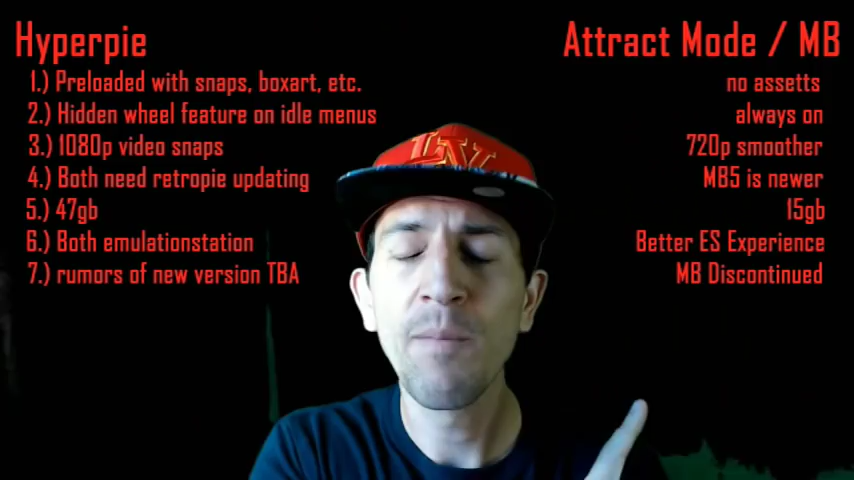 Hyperpie
1.) Preloaded with snaps, boxart, etc.
2.) Hidden wheel feature on idle menus
3.) 1080p video snaps
4.) Both need retropie updating
5.) 47gb
6.) Both emulationstation
7.) rumors of new version TBA
Attract Mode / MB
no assetts
always on
720p smoother
MB5 is newer
15gb
Better ES Experience
MB Discontinued
LV